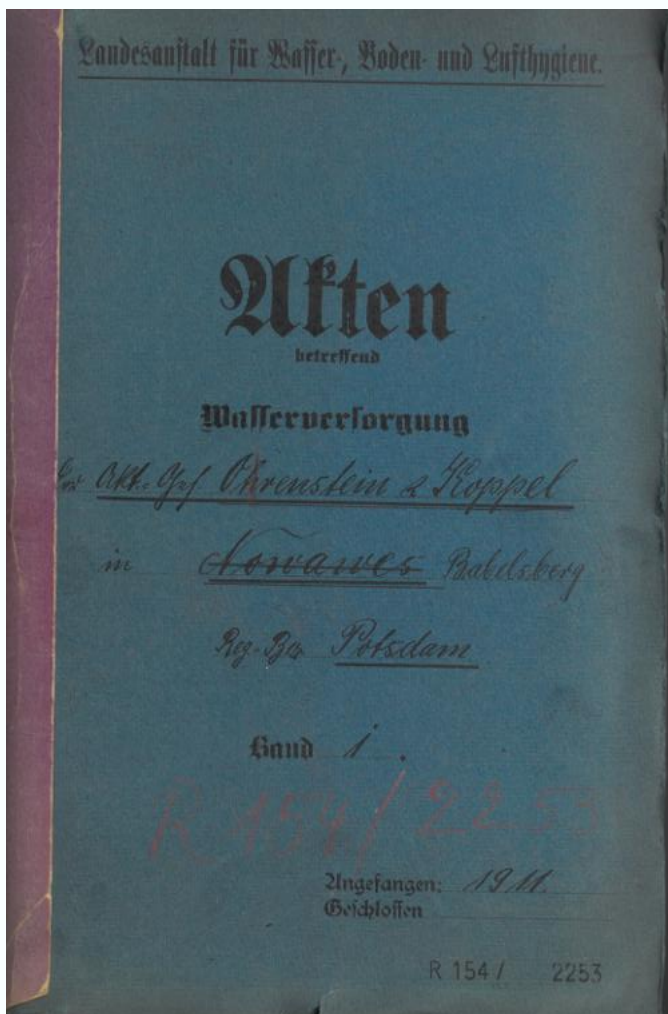 Landesanstalt für Wasser-, Boden- und Lufthygiene.
Akten
betreffend
Wasserversorgung
der Akt.-Ges Ohrenstein & Koppel
in Nowawes Babelsberg
Reg.-Bez Potsdam
Band 1.
R 154/2253
Angefangen: 1911.
Geschlossen
R 154 / 2253